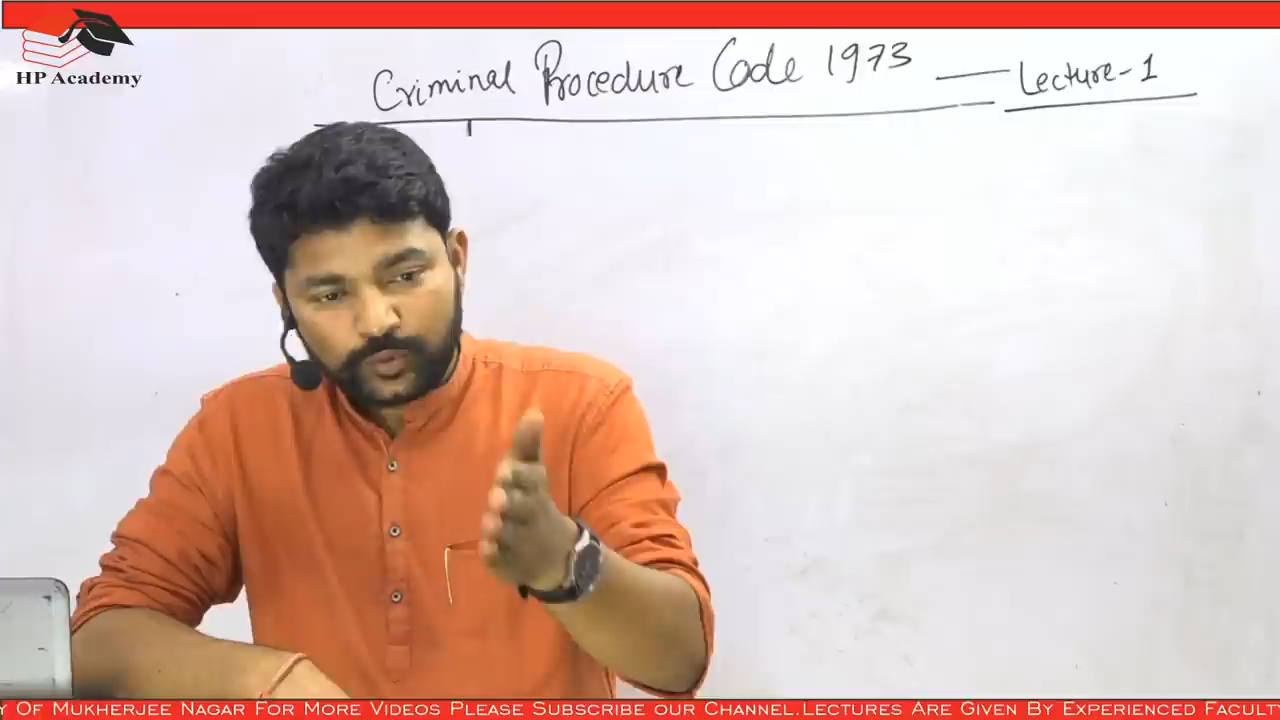 HP Academy
Criminal Procedure Code 1973 — Lecture-1
Y OF MUKHERJEE NAGAR FOR MORE VIDEOS PLEASE SUBSCRIBE OUR CHANNEL.LECTURES ARE GIVEN BY EXPERIENCED FACULT